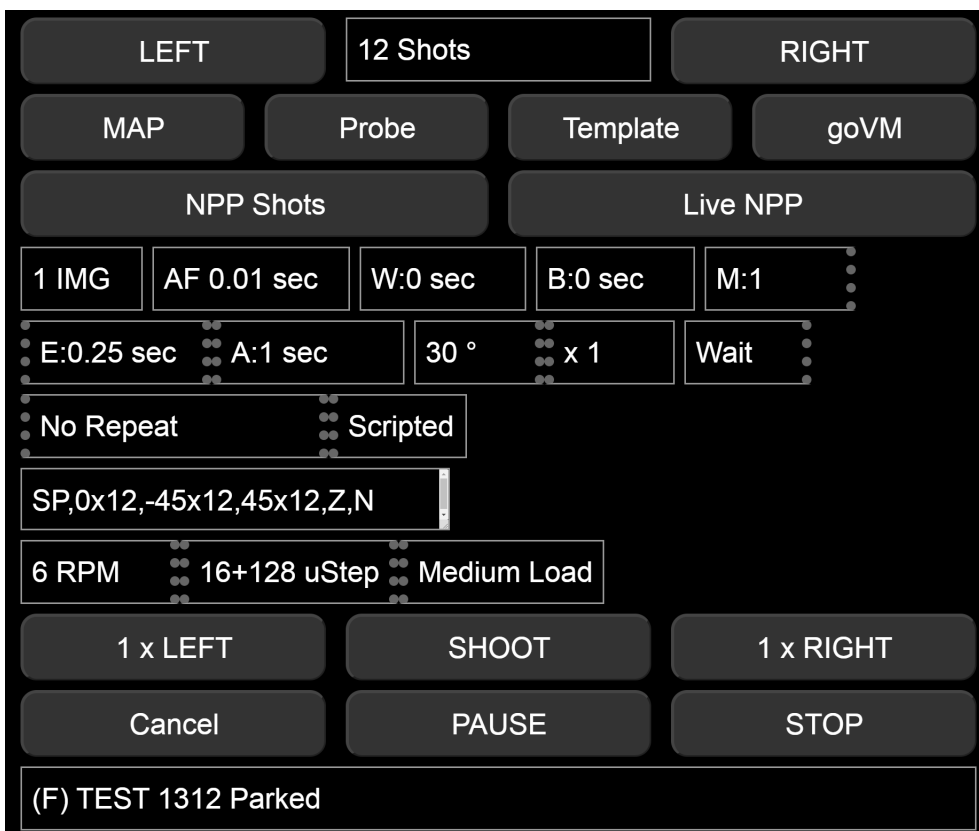 LEFT 12 Shots RIGHT
MAP Probe Template goVM
NPP Shots Live NPP
1 IMG AF 0.01 sec W:0 sec B:0 sec M:1
E:0.25 sec A:1 sec 30 ° x 1 Wait
No Repeat Scripted
SP,0x12,-45x12,45x12,Z,N
6 RPM 16+128 uStep Medium Load
1 x LEFT SHOOT 1 x RIGHT
Cancel PAUSE STOP
(F) TEST 1312 Parked